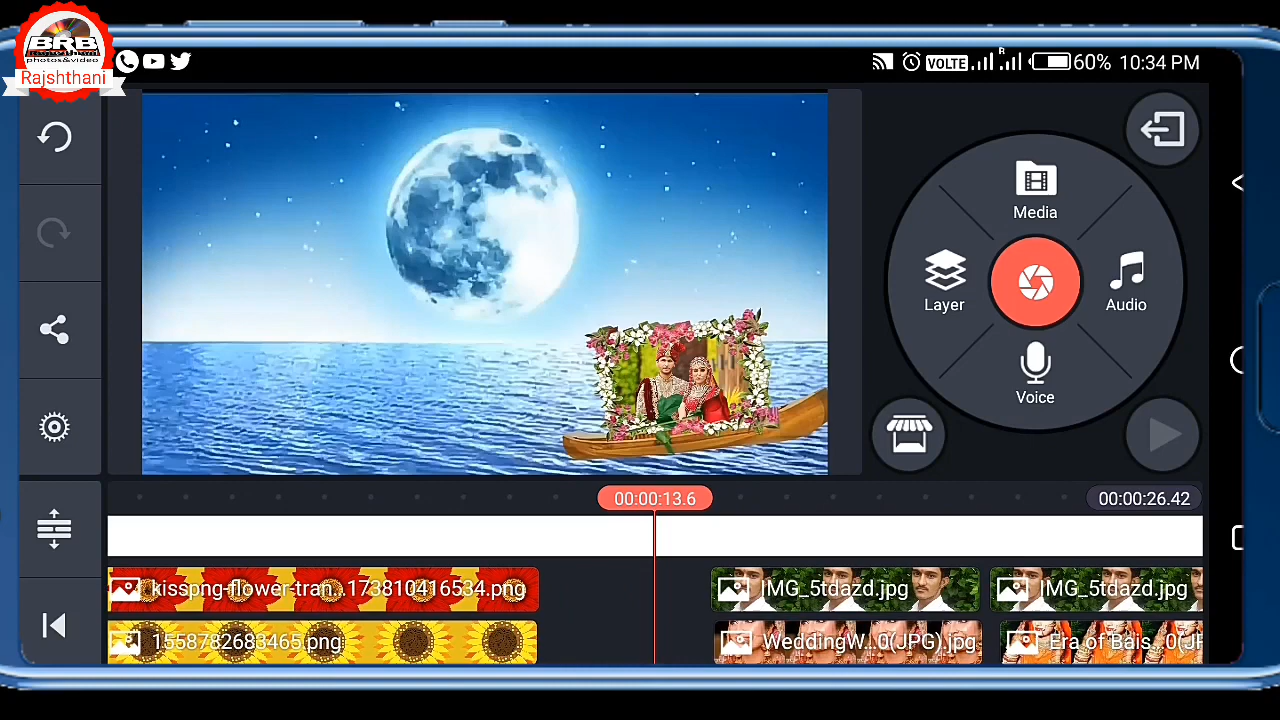 BRB
photos&video
Rajshthani
VOLTE
R
60%
10:34 PM
Media
Layer
Audio
Voice
00:00:13.6
00:00:26.42
kisspng-flower-tran...173810416534.png
IMG_5tdazd.jpg
IMG_5tdazd.jpg
1558782683465.png
WeddingW...0(JPG).jpg
Era of Bais...0(JF